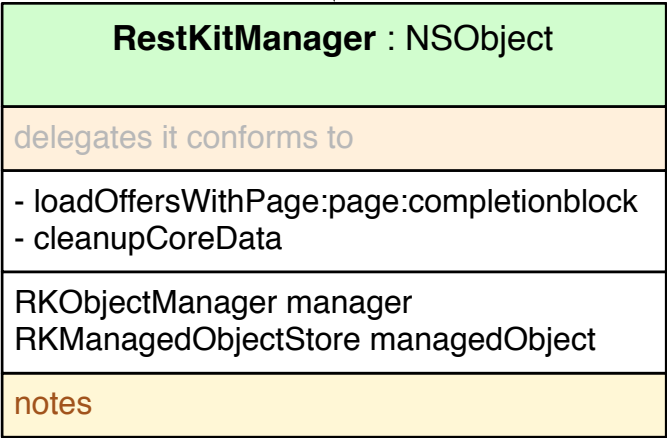 RestKitManager : NSObject
delegates it conforms to
- loadOffersWithPage:page:completionblock
- cleanupCoreData
RKObjectManager manager
RKManagedObjectStore managedObject
notes